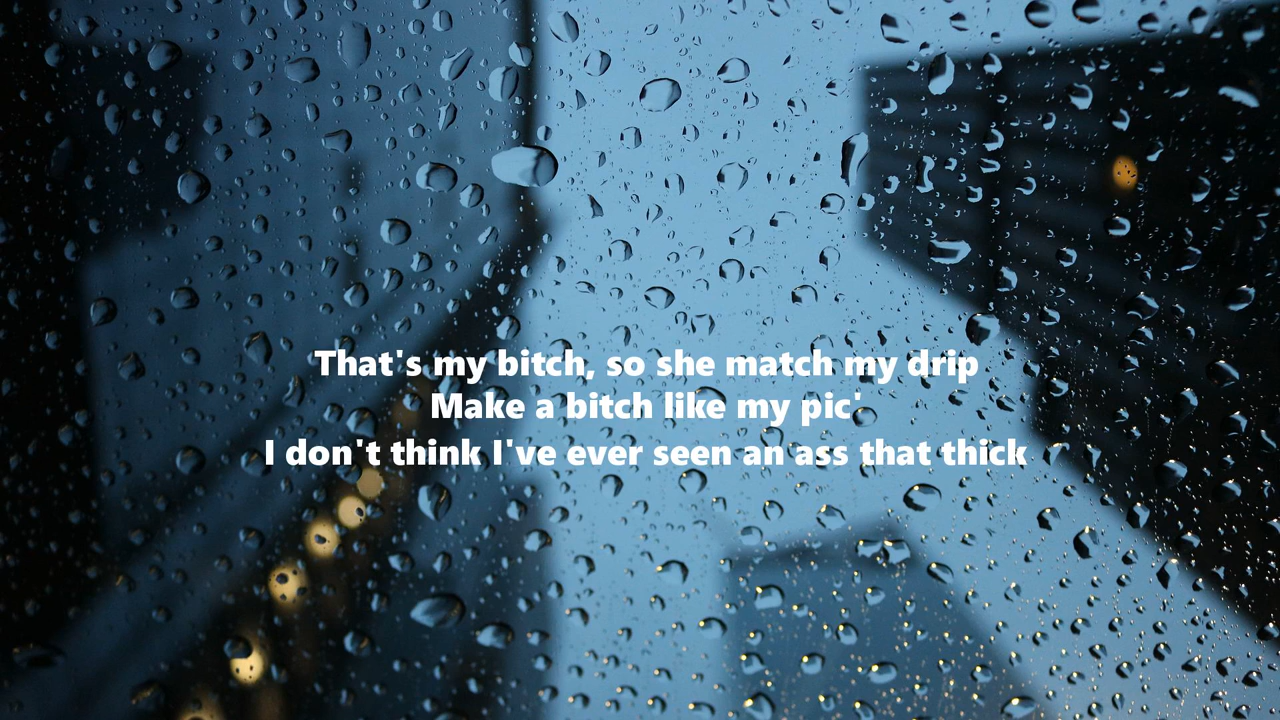 That's my bitch, so she match my drip
Make a bitch like my pic'
I don't think I've ever seen an ass that thick